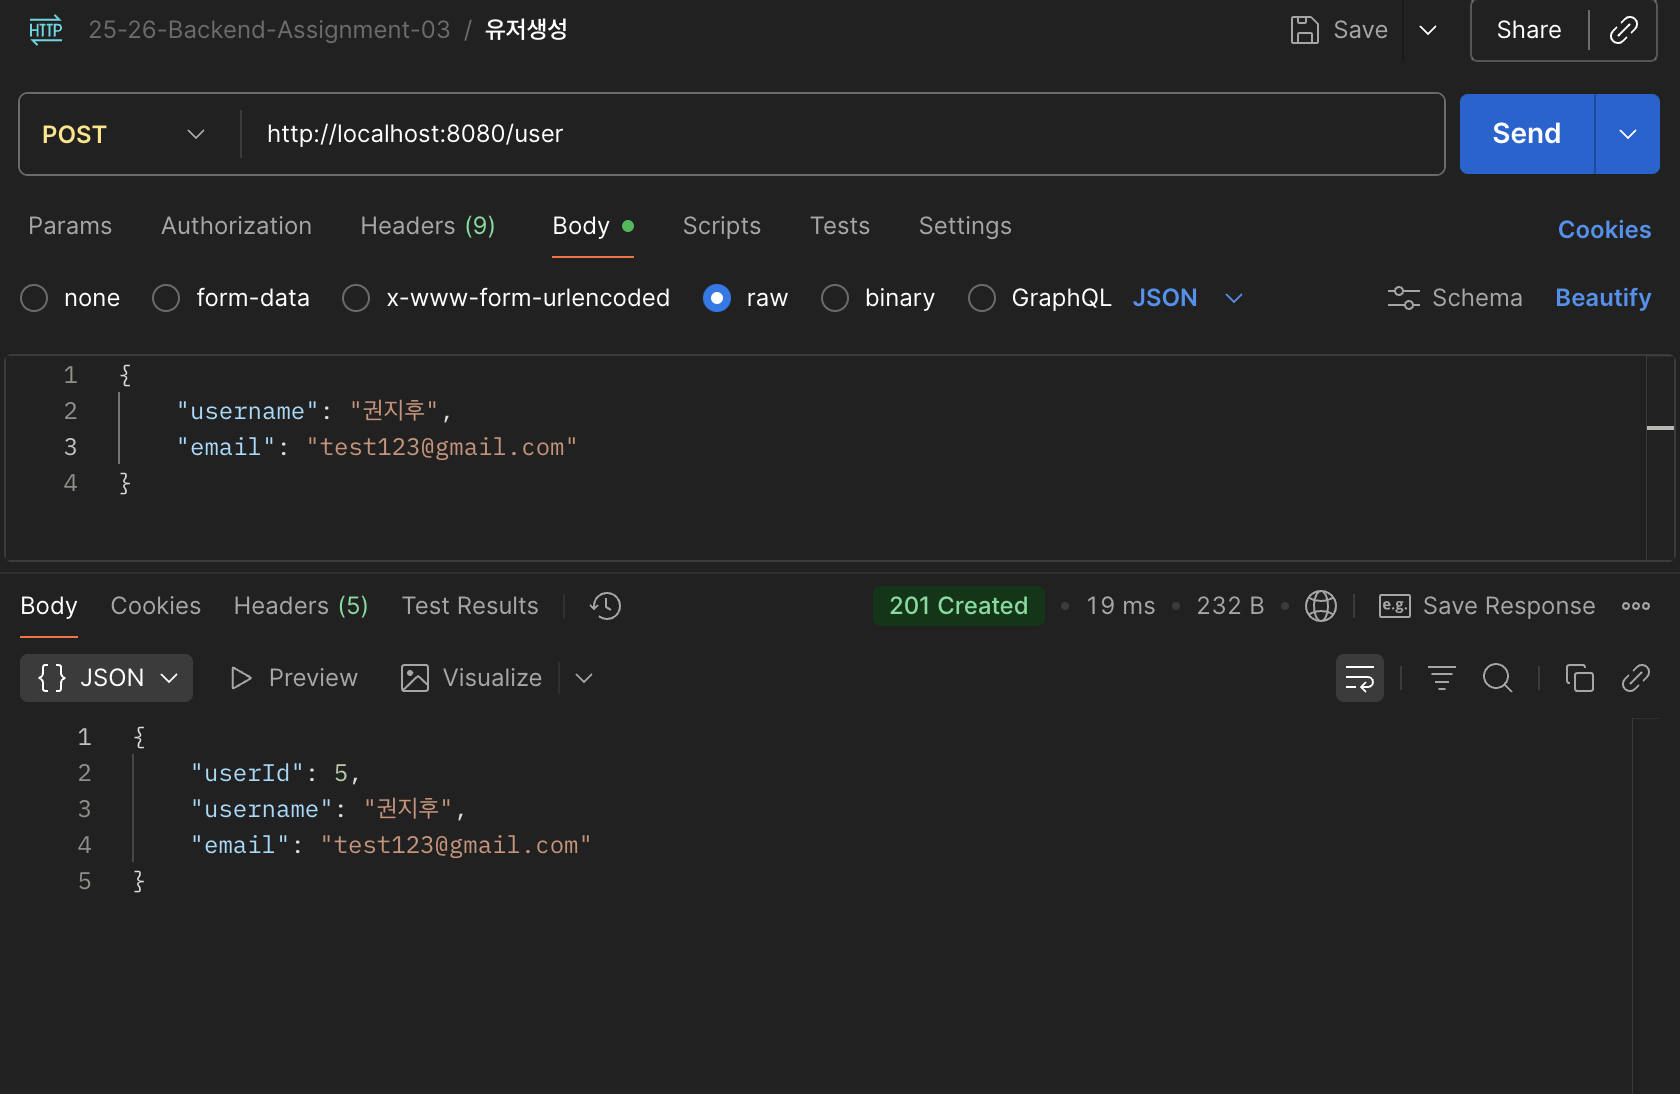 HTTP 25-26-Backend-Assignment-03 / 유저생성 Save Share
POST http://localhost:8080/user Send
Params Authorization Headers (9) Body Scripts Tests Settings Cookies
none form-data x-www-form-urlencoded raw binary GraphQL JSON Schema Beautify
1 {
2 "username": "권지후",
3 "email": "test123@gmail.com"
4 }
Body Cookies Headers (5) Test Results 201 Created • 19 ms • 232 B • e.g. Save Response
{} JSON Preview Visualize
1 {
2 "userId": 5,
3 "username": "권지후",
4 "email": "test123@gmail.com"
5 }